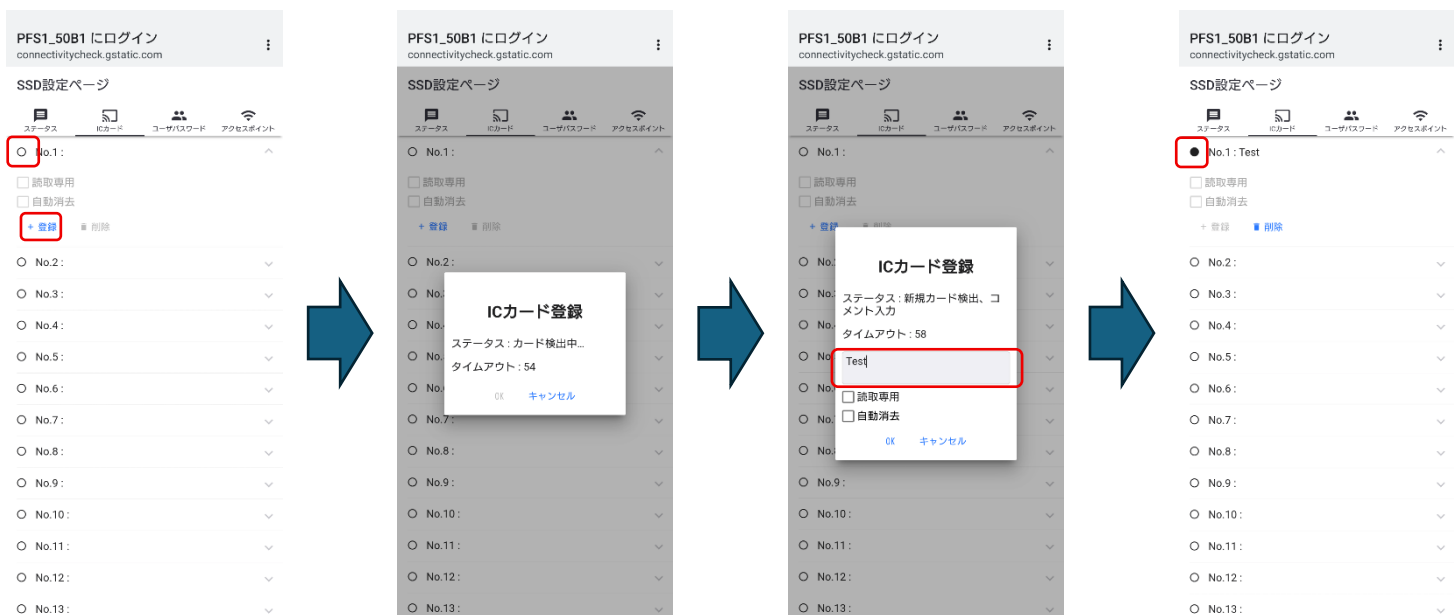 PFS1_50B1 にログイン
connectivitycheck.gstatic.com
SSD設定ページ
ステータス ICカード ユーザパスワード アクセスポイント
No.1 :
読取専用
自動消去
+ 登録 削除
No.2 :
No.3 :
No.4 :
No.5 :
No.6 :
No.7 :
No.8 :
No.9 :
No.10 :
No.11 :
No.12 :
No.13 :
PFS1_50B1 にログイン
connectivitycheck.gstatic.com
SSD設定ページ
ステータス ICカード ユーザパスワード アクセスポイント
No.1 :
読取専用
自動消去
+ 登録 削除
No.2 :
No.
ICカード登録
No.
ステータス : カード検出中...
No.
タイムアウト : 54
No.
OK キャンセル
No.7 :
No.8 :
No.9 :
No.10 :
No.11 :
No.12 :
No.13 :
PFS1_50B1 にログイン
connectivitycheck.gstatic.com
SSD設定ページ
ステータス ICカード ユーザパスワード アクセスポイント
No.1 :
読取専用
自動消去
+ 登録 削除
No.
ICカード登録
No.
ステータス : 新規カード検出、コ
メント入力
No.
タイムアウト : 58
No.
Test
No.
読取専用
No.
自動消去
No.
OK キャンセル
No.9 :
No.10 :
No.11 :
No.12 :
No.13 :
PFS1_50B1 にログイン
connectivitycheck.gstatic.com
SSD設定ページ
ステータス ICカード ユーザパスワード アクセスポイント
No.1 : Test
読取専用
自動消去
+ 登録 削除
No.2 :
No.3 :
No.4 :
No.5 :
No.6 :
No.7 :
No.8 :
No.9 :
No.10 :
No.11 :
No.12 :
No.13 :